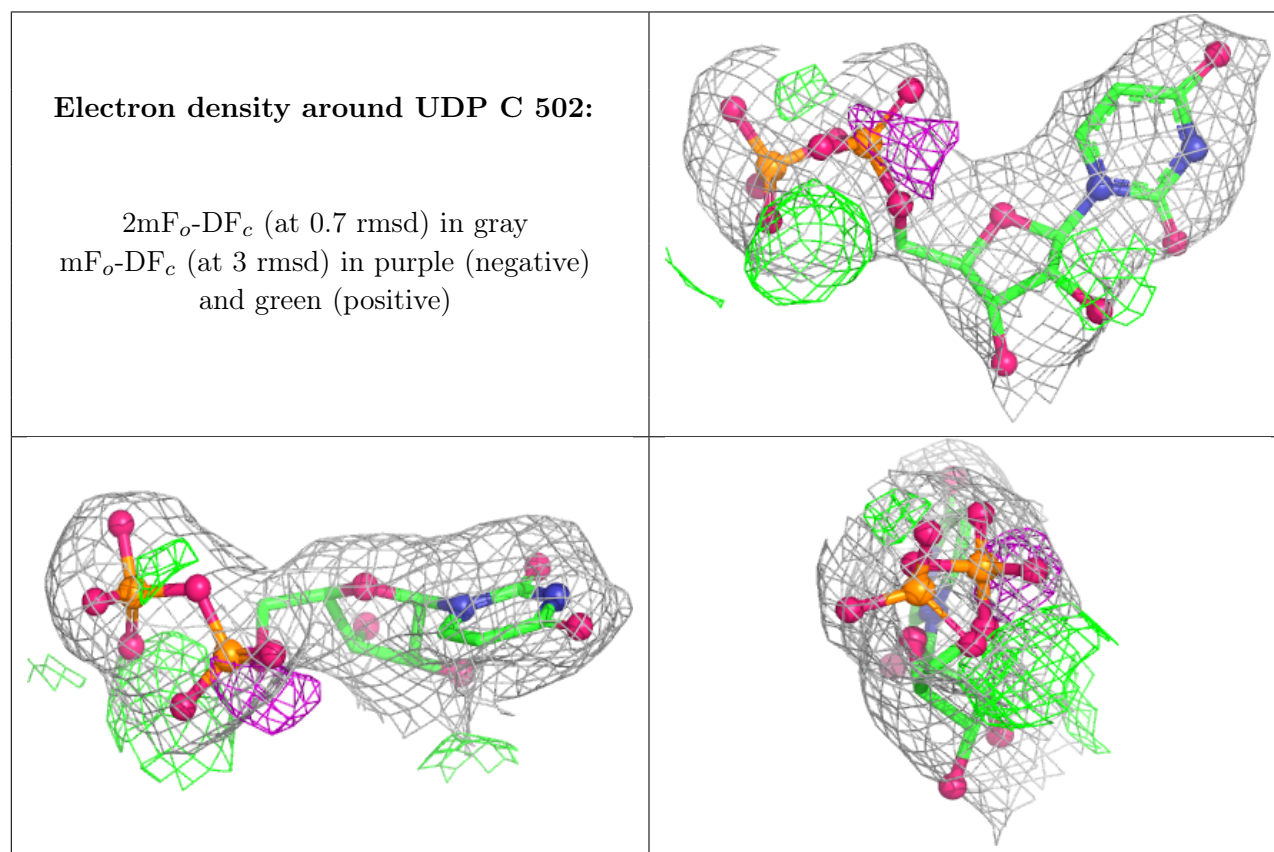 Electron density around UDP C 502:
2mFo-DFc (at 0.7 rmsd) in gray
mFo-DFc (at 3 rmsd) in purple (negative)
and green (positive)